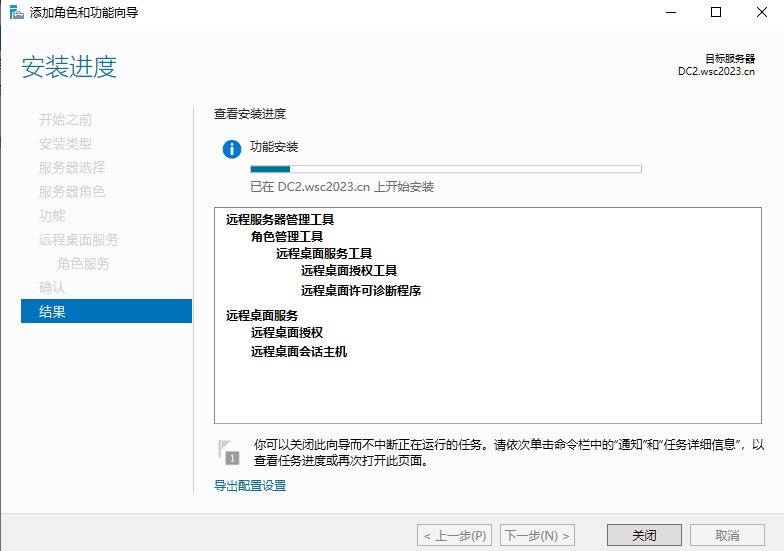 添加角色和功能向导
安装进度
目标服务器
DC2.wsc2023.cn
开始之前
安装类型
服务器选择
服务器角色
功能
远程桌面服务
角色服务
确认
结果
查看安装进度
功能安装
已在 DC2.wsc2023.cn 上开始安装
远程服务器管理工具
角色管理工具
远程桌面服务工具
远程桌面授权工具
远程桌面许可诊断程序
远程桌面服务
远程桌面授权
远程桌面会话主机
1
你可以关闭此向导而不中断正在运行的任务。请依次单击命令栏中的“通知”和“任务详细信息”，以
查看任务进度或再次打开此页面。
导出配置设置
< 上一步(P)
下一步(N) >
关闭
取消